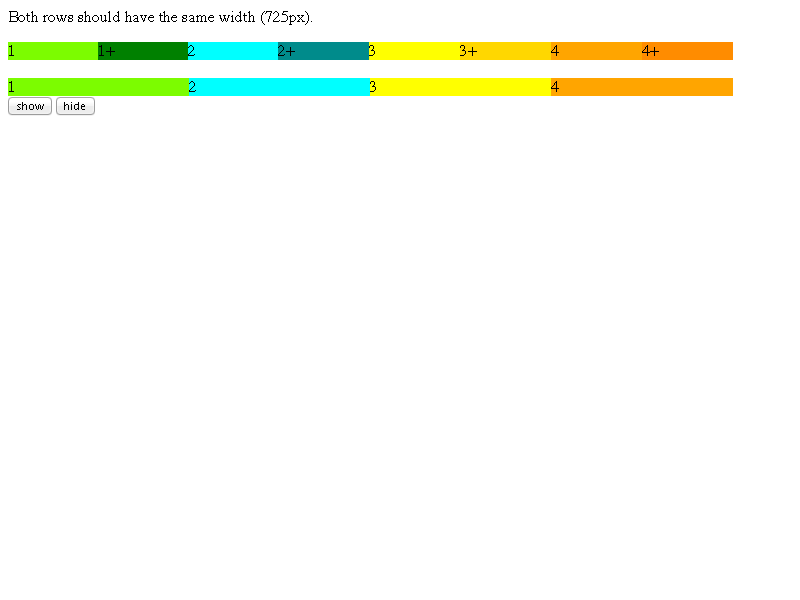 Both rows should have the same width (725px).
1 1+ 2 2+ 3 3+ 4 4+
1 2 3 4
show hide